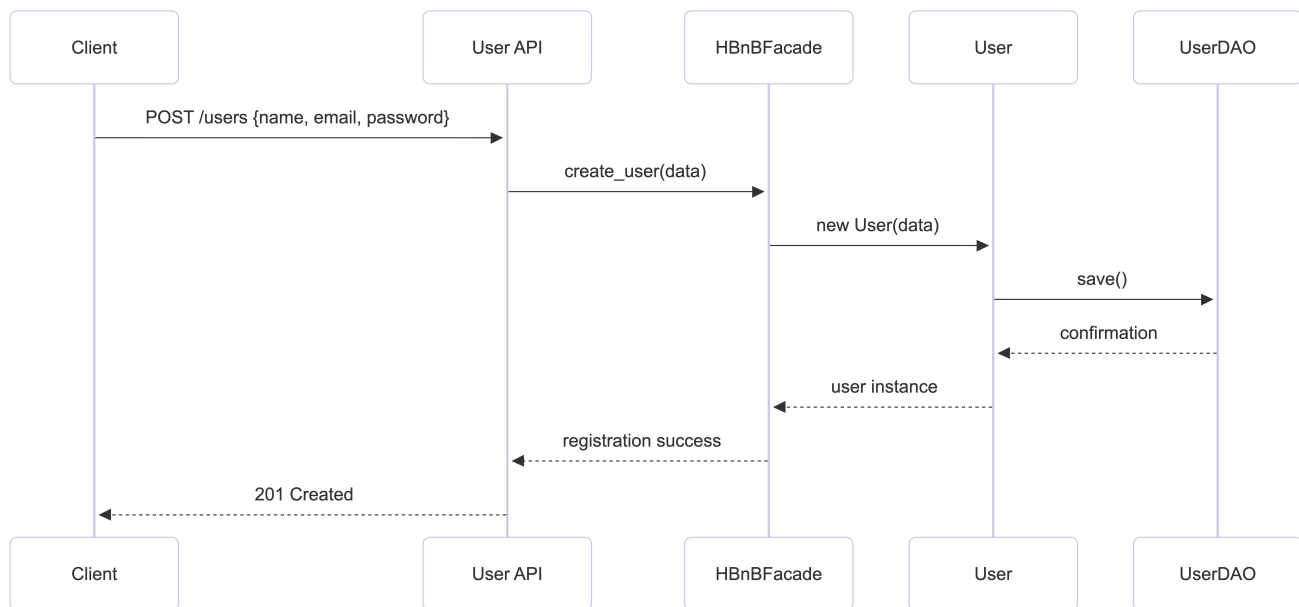 Client
User API
HBnBFacade
User
UserDAO
POST /users {name, email, password}
create_user(data)
new User(data)
save()
confirmation
user instance
registration success
201 Created
Client
User API
HBnBFacade
User
UserDAO